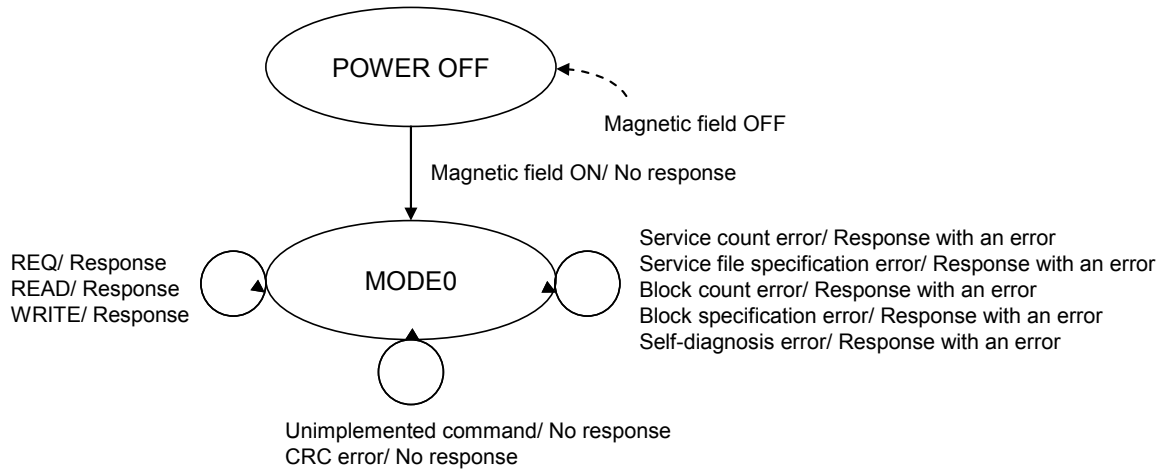 POWER OFF
Magnetic field OFF
Magnetic field ON/ No response
REQ/ Response
READ/ Response
WRITE/ Response
MODE0
Service count error/ Response with an error
Service file specification error/ Response with an error
Block count error/ Response with an error
Block specification error/ Response with an error
Self-diagnosis error/ Response with an error
Unimplemented command/ No response
CRC error/ No response